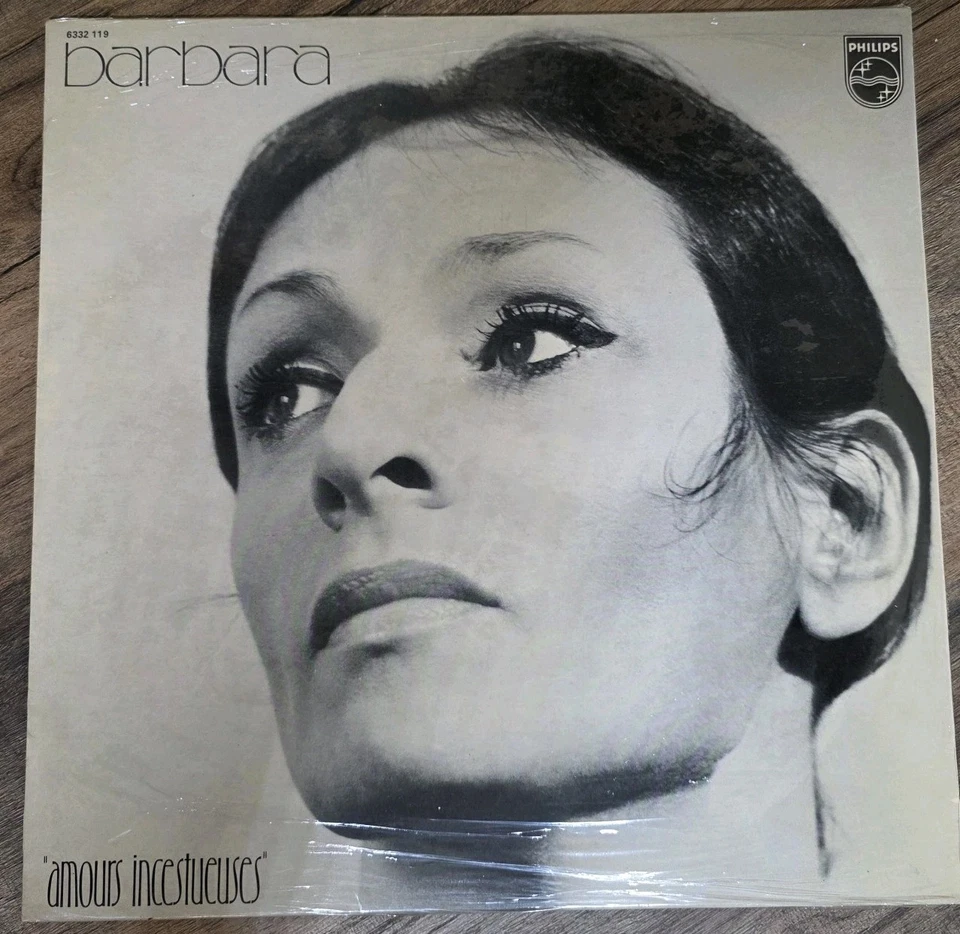 6332 119
barbara
PHILIPS
"amours incestueuses"